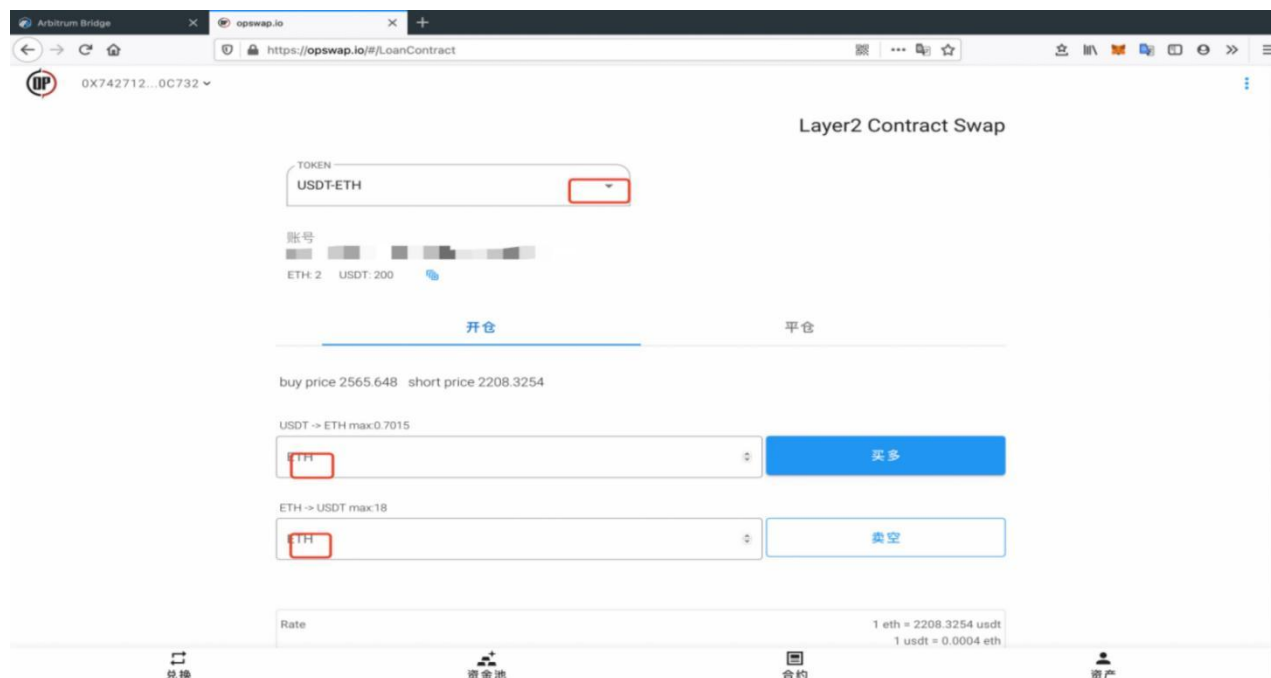 Arbitrum Bridge
opswap.io
https://opswap.io/#/LoanContract
OP
0X742712...0C732
Layer2 Contract Swap
TOKEN
USDT-ETH
账号
ETH: 2 USDT: 200
开仓 平仓
buy price 2565.648 short price 2208.3254
USDT -> ETH max:0.7015
ETH 买多
ETH -> USDT max:18
ETH 卖空
Rate 1 eth = 2208.3254 usdt
1 usdt = 0.0004 eth
兑换 资金池 合约 资产